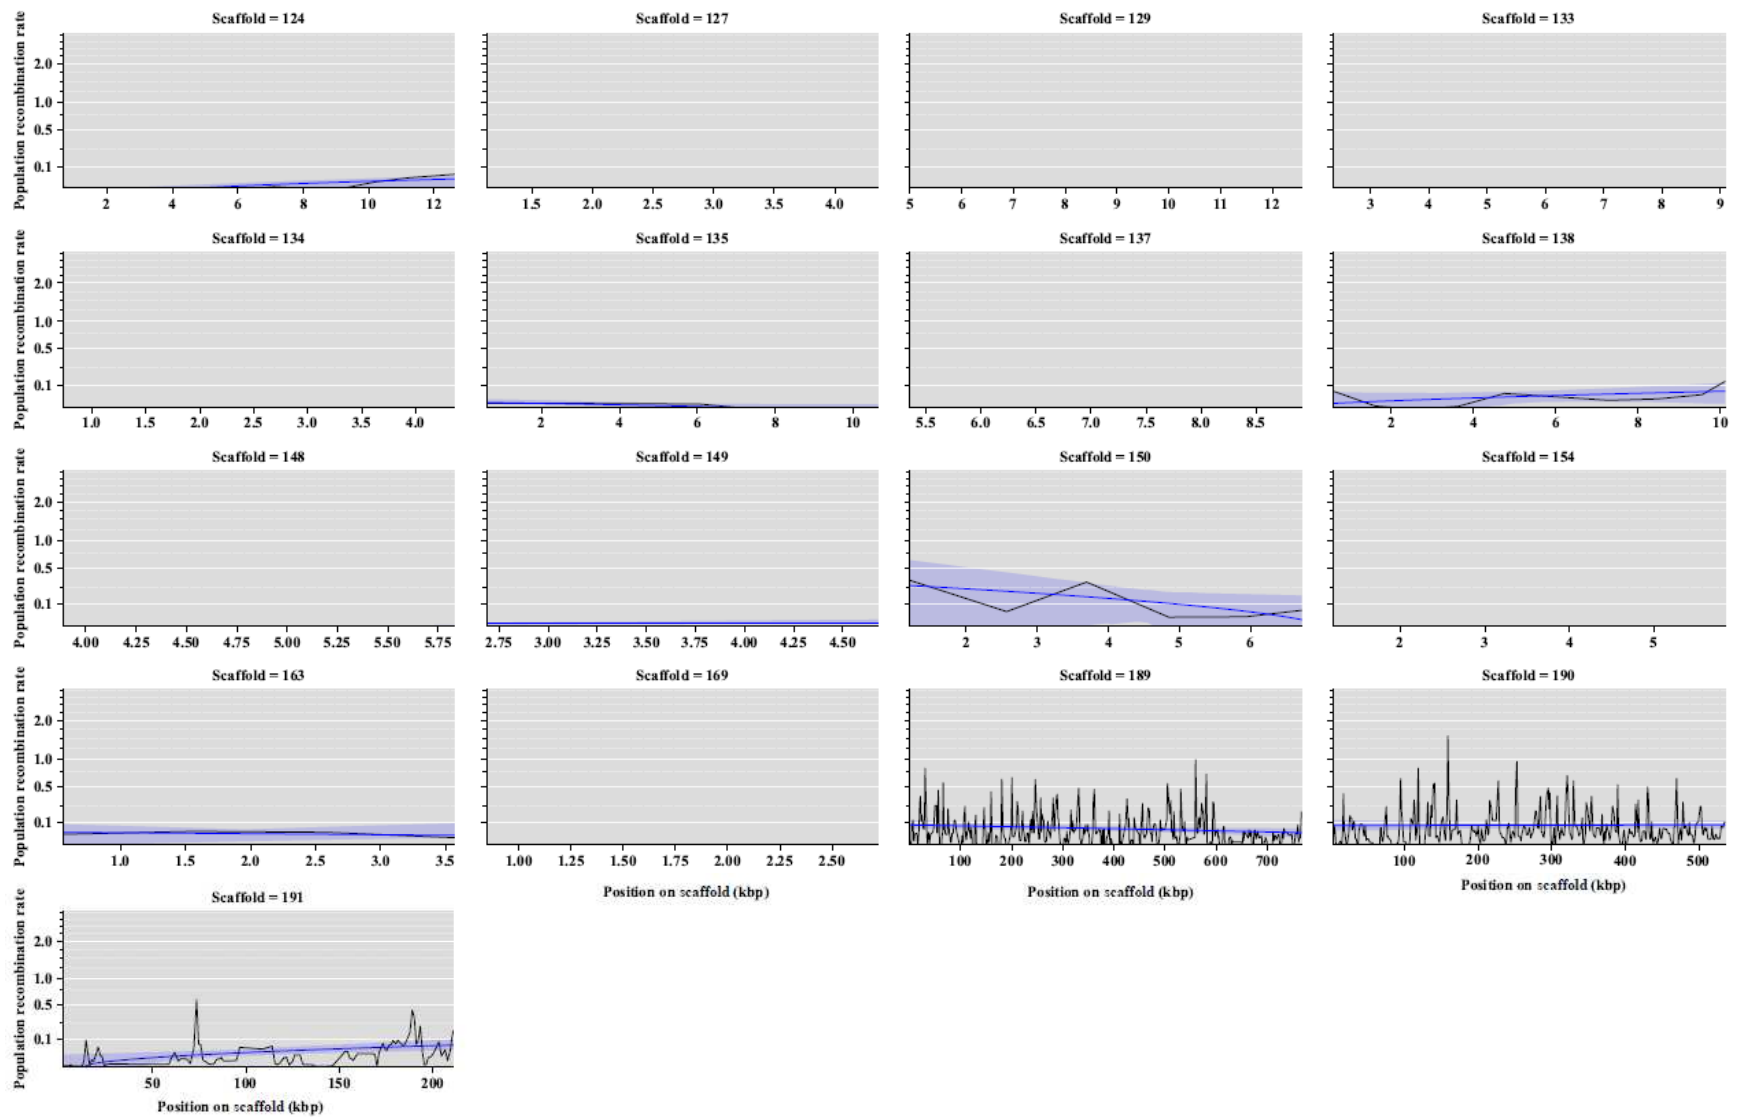 Scaffold = 124 Scaffold = 127 Scaffold = 129 Scaffold = 133
Population recombination rate
2.0
1.0
0.5
0.1
2 4 6 8 10 12 1.5 2.0 2.5 3.0 3.5 4.0 5 6 7 8 9 10 11 12 3 4 5 6 7 8 9
Scaffold = 134 Scaffold = 135 Scaffold = 137 Scaffold = 138
Population recombination rate
2.0
1.0
0.5
0.1
1.0 1.5 2.0 2.5 3.0 3.5 4.0 2 4 6 8 10 5.5 6.0 6.5 7.0 7.5 8.0 8.5 2 4 6 8 10
Scaffold = 148 Scaffold = 149 Scaffold = 150 Scaffold = 154
Population recombination rate
2.0
1.0
0.5
0.1
4.00 4.25 4.50 4.75 5.00 5.25 5.50 5.75 2.75 3.00 3.25 3.50 3.75 4.00 4.25 4.50 2 3 4 5 6 2 3 4 5
Scaffold = 163 Scaffold = 169 Scaffold = 189 Scaffold = 190
Population recombination rate
2.0
1.0
0.5
0.1
1.0 1.5 2.0 2.5 3.0 3.5 1.00 1.25 1.50 1.75 2.00 2.25 2.50 100 200 300 400 500 600 700 100 200 300 400 500
Position on scaffold (kbp) Position on scaffold (kbp) Position on scaffold (kbp)
Scaffold = 191
Population recombination rate
2.0
1.0
0.5
0.1
50 100 150 200
Position on scaffold (kbp)